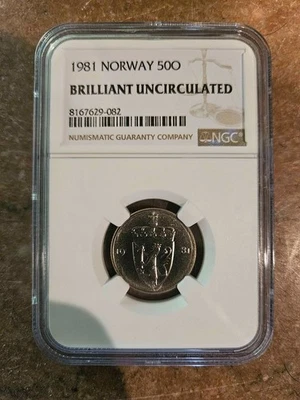 1981 NORWAY 50O
BRILLIANT UNCIRCULATED
8167629-082
NUMISMATIC GUARANTY COMPANY
NGC
19 81